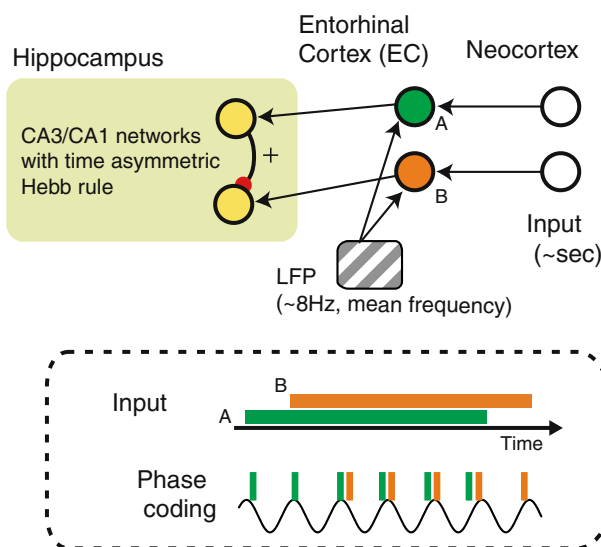 Entorhinal
Cortex (EC)
Neocortex
Hippocampus
CA3/CA1 networks
with time asymmetric
Hebb rule
+
A
B
Input
(~sec)
LFP
(~8Hz, mean frequency)
B
Input
A
Time
Phase
coding